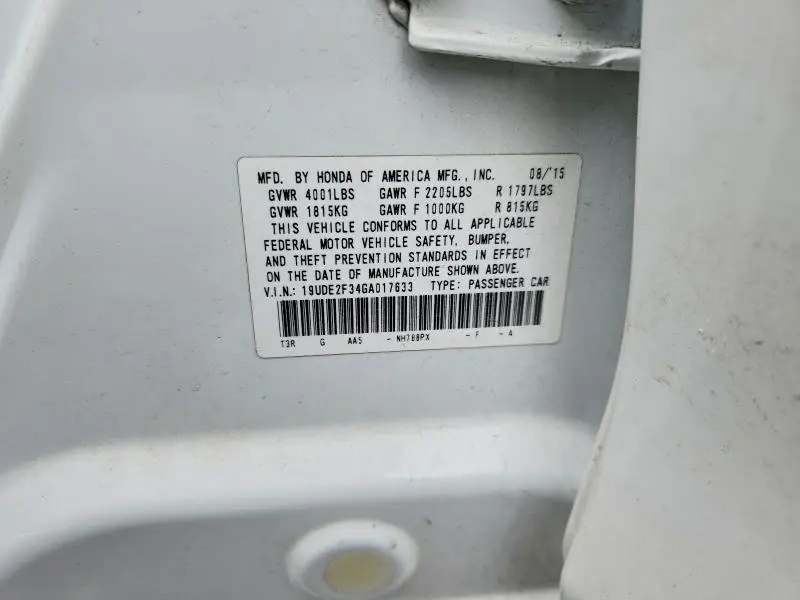 MFD. BY HONDA OF AMERICA MFG., INC. 08/'15
GVWR 4001LBS GAWR F 2205LBS R 1797LBS
GVWR 1815KG GAWR F 1000KG R 815KG
THIS VEHICLE CONFORMS TO ALL APPLICABLE
FEDERAL MOTOR VEHICLE SAFETY, BUMPER,
AND THEFT PREVENTION STANDARDS IN EFFECT
ON THE DATE OF MANUFACTURE SHOWN ABOVE.
V.I.N.: 19UDE2F34GA017633 TYPE: PASSENGER CAR
T3R G AA5 - NH788PX - F - A